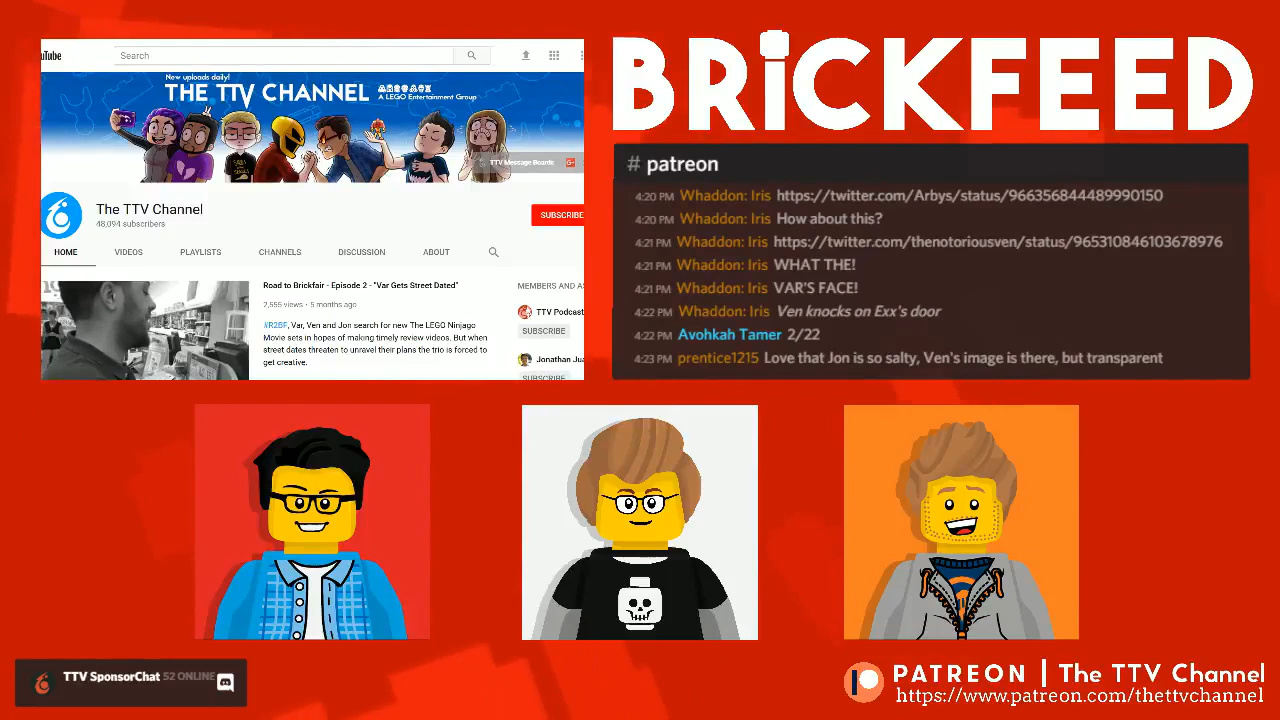 uTube
Search
New uploads daily!
THE TTV CHANNEL
A LEGO Entertainment Group
TTV Message Boards
The TTV Channel
48,094 subscribers
SUBSCRIBE
HOME VIDEOS PLAYLISTS CHANNELS DISCUSSION ABOUT
Road to Brickfair - Episode 2 - "Var Gets Street Dated"
2,555 views • 5 months ago
#R2BF, Var, Ven and Jon search for new The LEGO Ninjago
Movie sets in hopes of making timely review videos. But when
street dates threaten to unravel their plans the trio is forced to
get creative.
MEMBERS AND AS
TTV Podcast
SUBSCRIBE
Jonathan Jua
SUBSCRIBE
BRiCKFEED
# patreon
4:20 PM Whaddon: Iris https://twitter.com/Arbys/status/966356844489990150
4:20 PM Whaddon: Iris How about this?
4:21 PM Whaddon: Iris https://twitter.com/thenotoriousven/status/965310846103678976
4:21 PM Whaddon: Iris WHAT THE!
4:21 PM Whaddon: Iris VAR'S FACE!
4:22 PM Whaddon: Iris Ven knocks on Exx's door
4:22 PM Avohkah Tamer 2/22
4:23 PM prentice1215 Love that Jon is so salty, Ven's image is there, but transparent
TTV SponsorChat 52 ONLINE
PATREON | The TTV Channel
https://www.patreon.com/thettvchannel